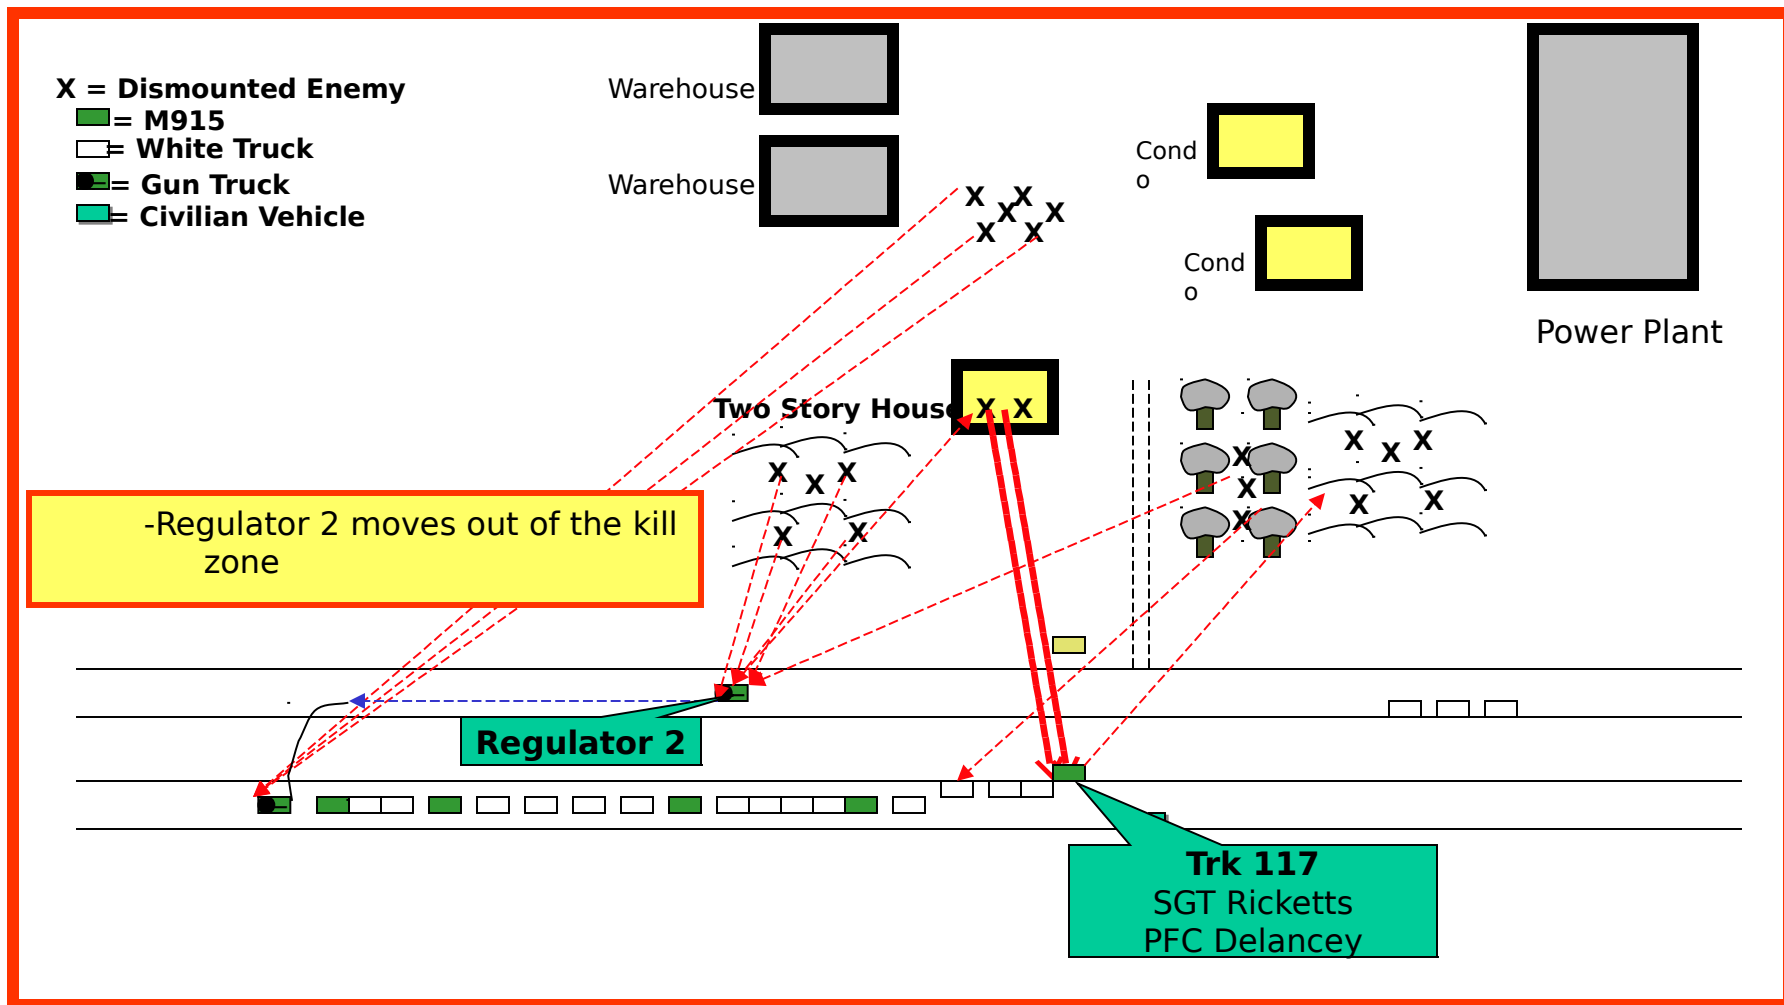 X = Dismounted Enemy
= M915
= White Truck
= Gun Truck
= Civilian Vehicle
Warehouse
Warehouse
Cond
o
Cond
o
Power Plant
X X
X X
X X
Two Story House
X X
X X
X
X X
X
X
X
X X
X
X X
X X
-Regulator 2 moves out of the kill
zone
Regulator 2
Trk 117
SGT Ricketts
PFC Delancey